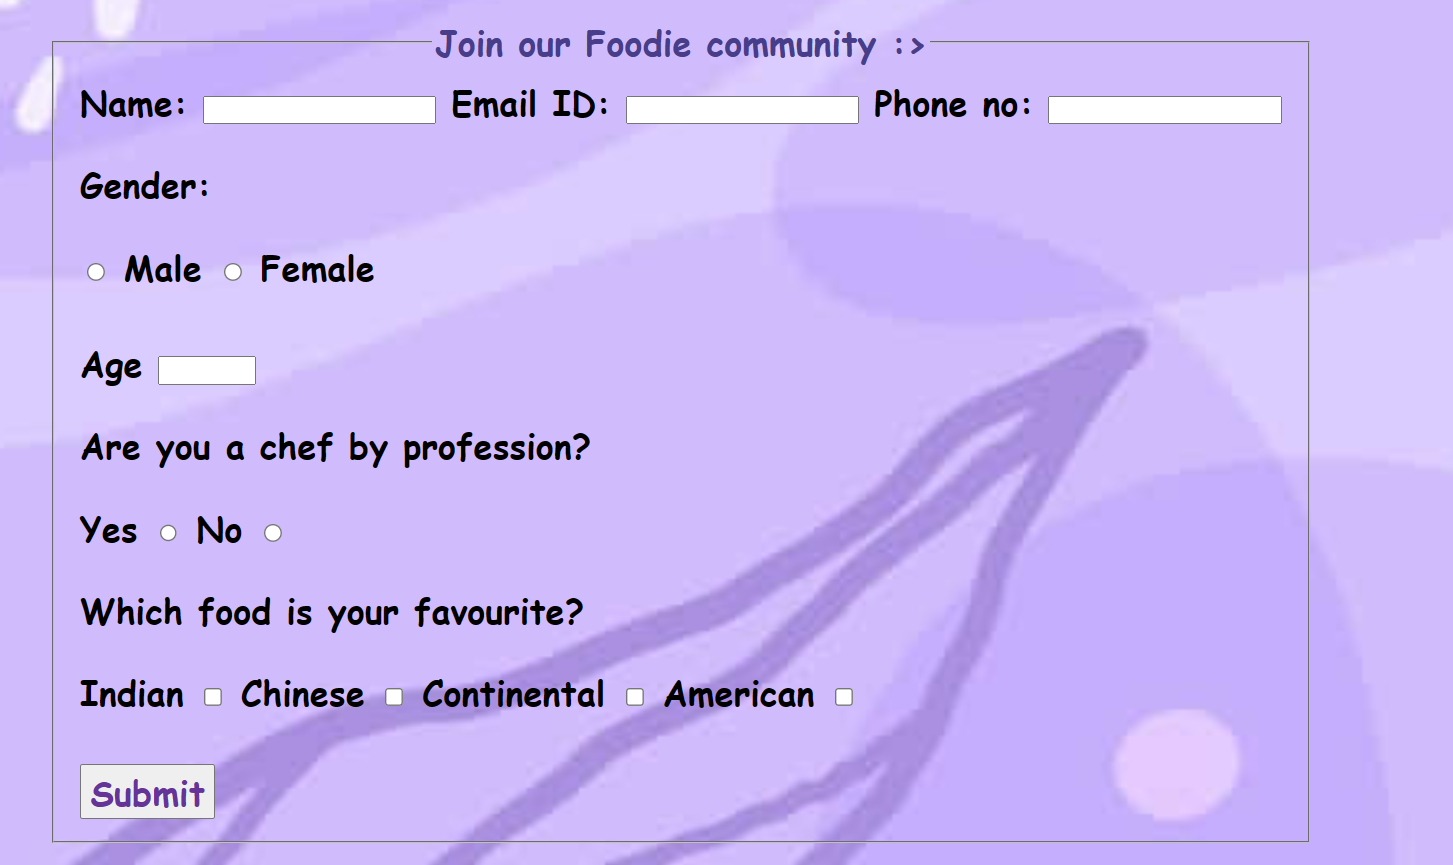 Join our Foodie community :>
Name: Email ID: Phone no:
Gender:
Male Female
Age
Are you a chef by profession?
Yes No
Which food is your favourite?
Indian Chinese Continental American
Submit